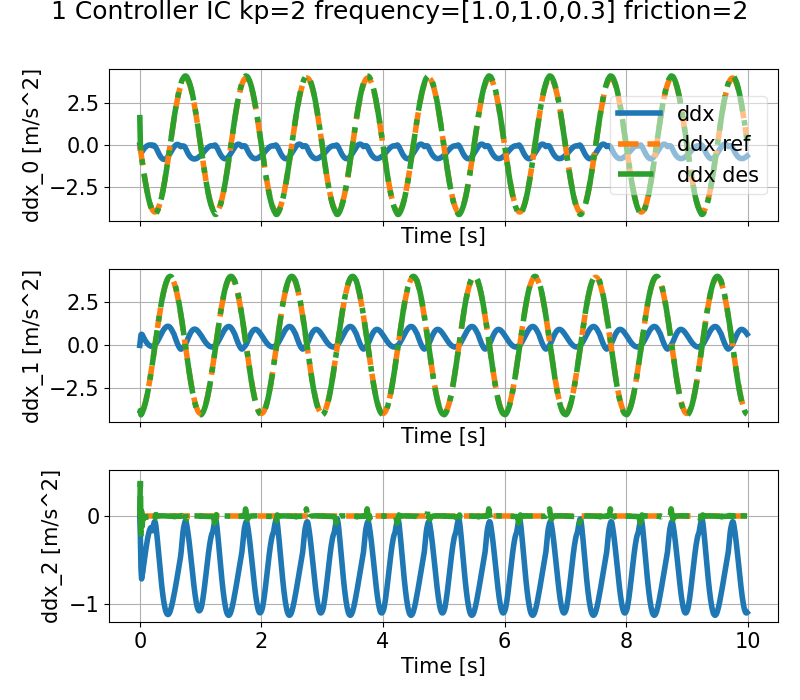 1 Controller IC kp=2 frequency=[1.0,1.0,0.3] friction=2
ddx_0 [m/s^2]
2.5
0.0
−2.5
ddx
ddx ref
ddx des
Time [s]
ddx_1 [m/s^2]
2.5
0.0
−2.5
Time [s]
ddx_2 [m/s^2]
0
−1
0 2 4 6 8 10
Time [s]